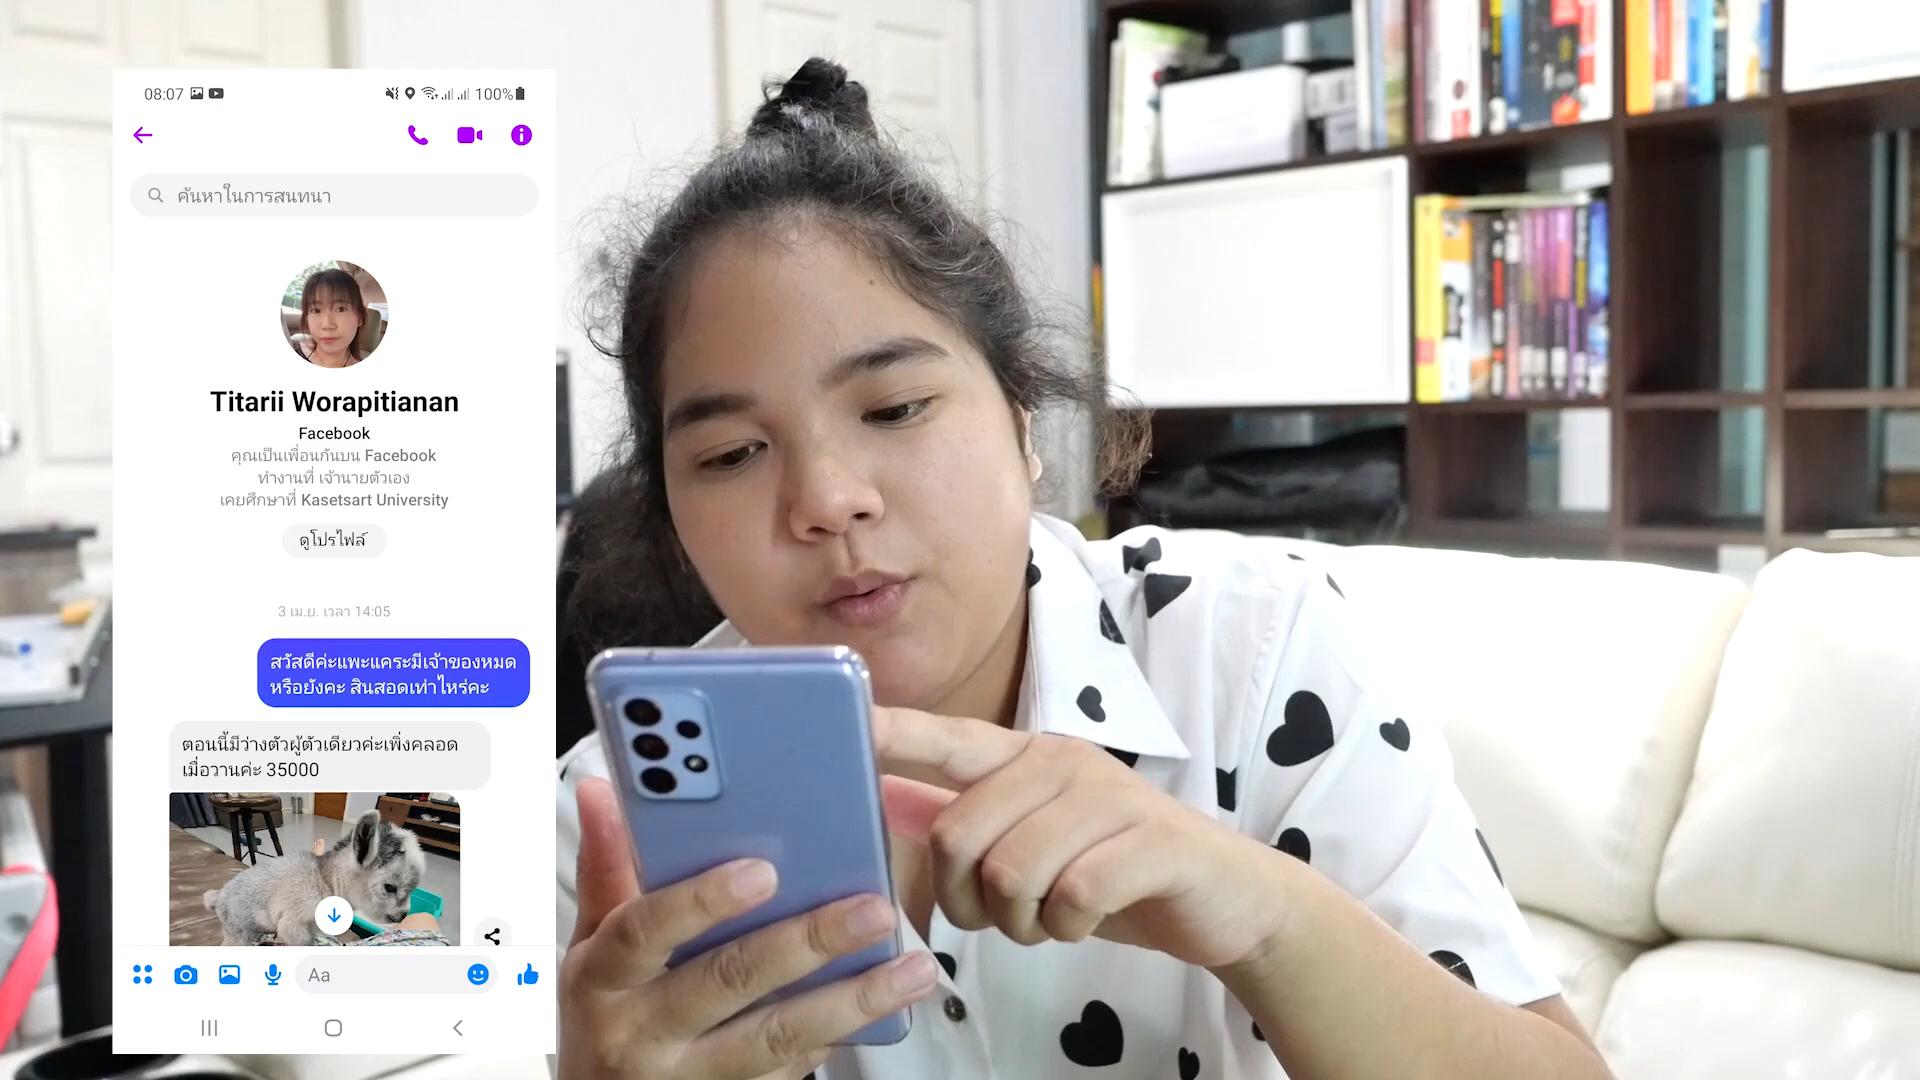 08:07
100%
ค้นหาในการสนทนา
Titarii Worapitianan
Facebook
คุณเป็นเพื่อนกันบน Facebook
ทำงานที่ เจ้านายตัวเอง
เคยศึกษาที่ Kasetsart University
ดูโปรไฟล์
3 เม.ย. เวลา 14:05
สวัสดีค่ะแพะแคระมีเจ้าของหมด
หรือยังคะ สินสอดเท่าไหร่คะ
ตอนนี้มีว่างตัวผู้ตัวเดียวค่ะเพิ่งคลอด
เมื่อวานค่ะ 35000
Aa